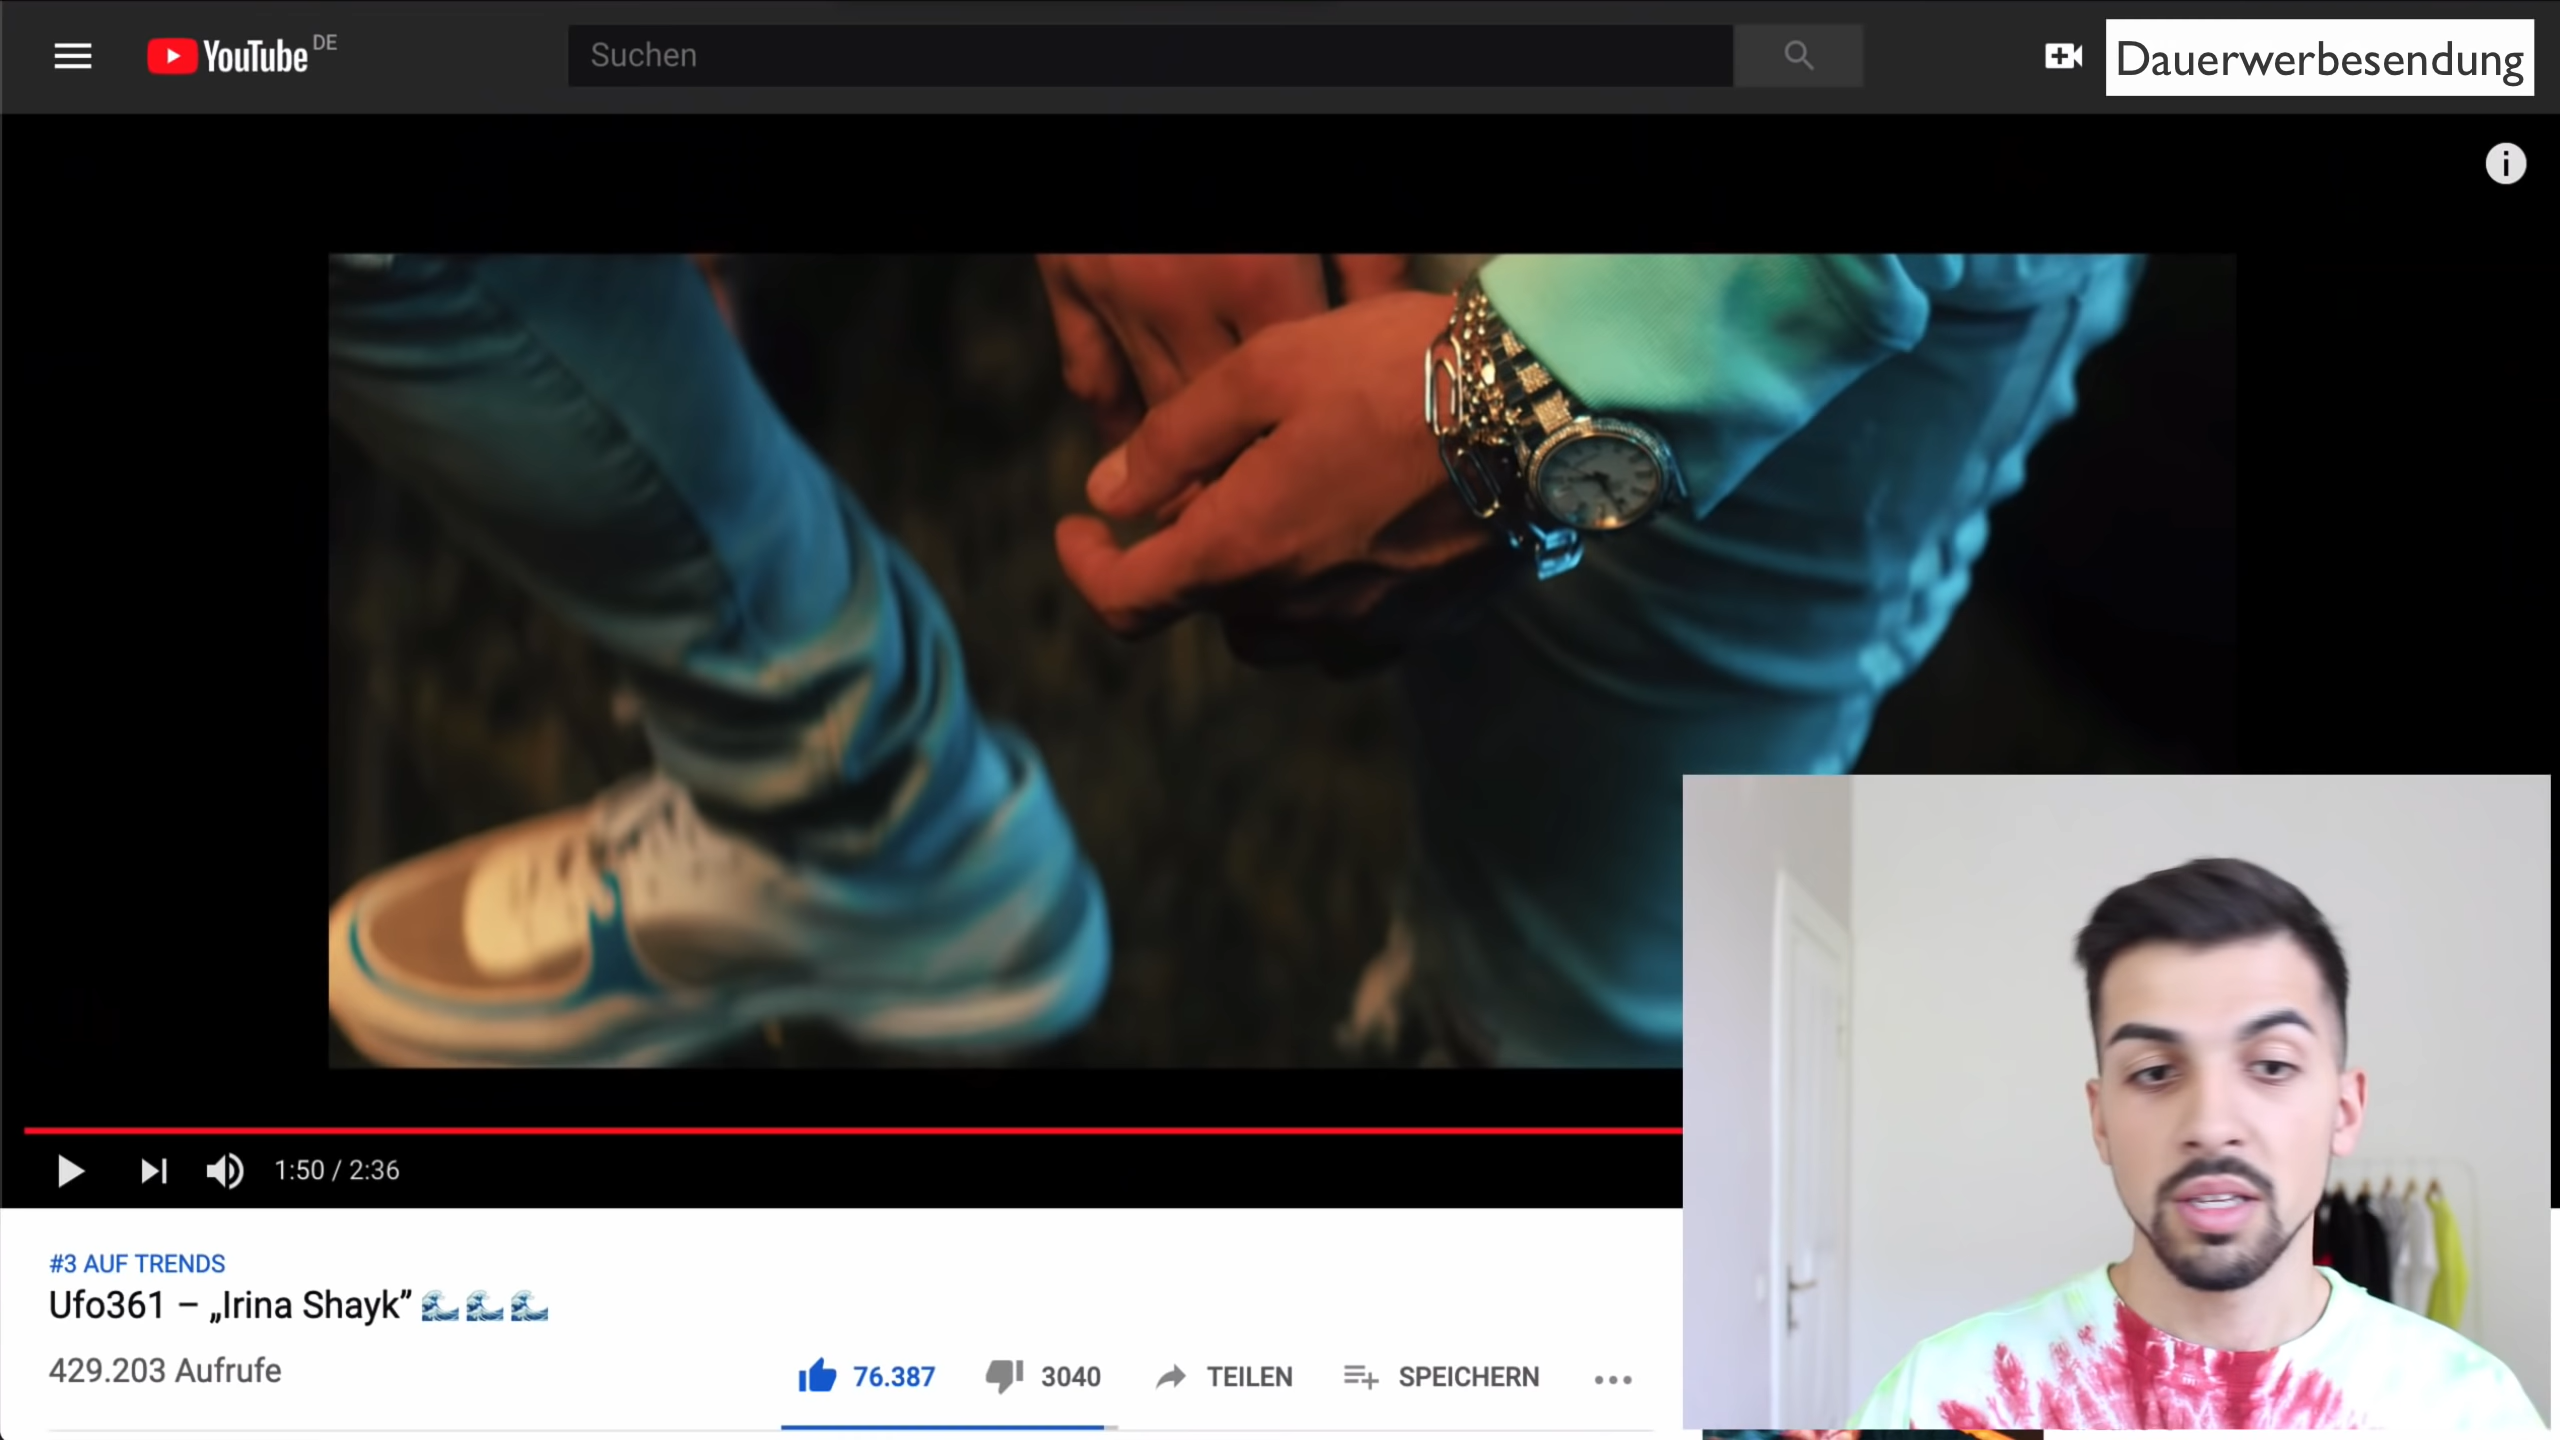 YouTube DE
Suchen
Dauerwerbesendung
1:50 / 2:36
#3 AUF TRENDS
Ufo361 – „Irina Shayk” 🌊🌊🌊
429.203 Aufrufe
76.387
3040
TEILEN
SPEICHERN